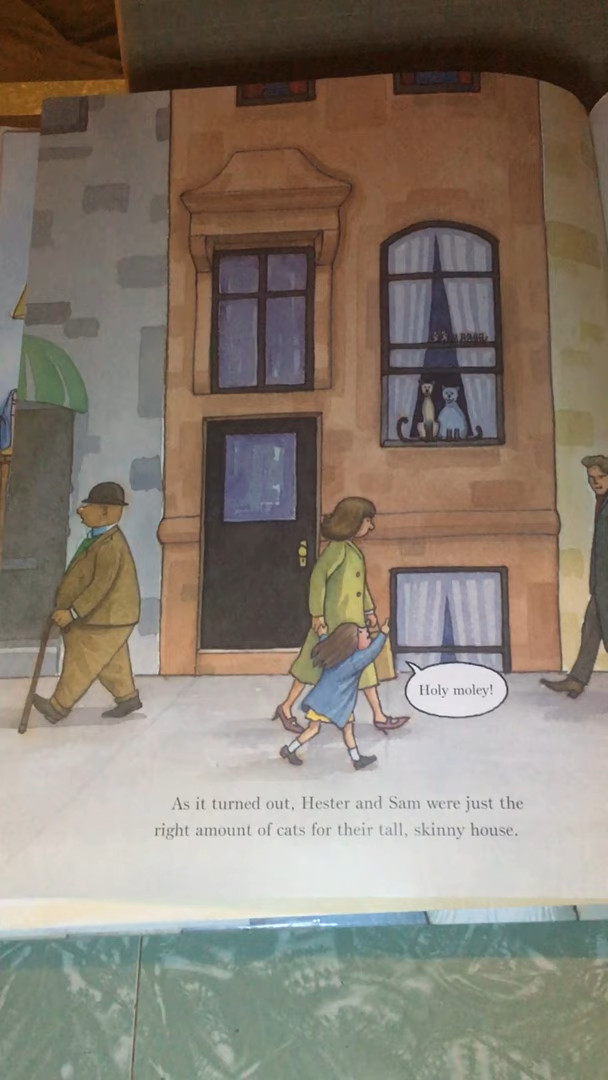 Holy moley!
As it turned out, Hester and Sam were just the
right amount of cats for their tall, skinny house.